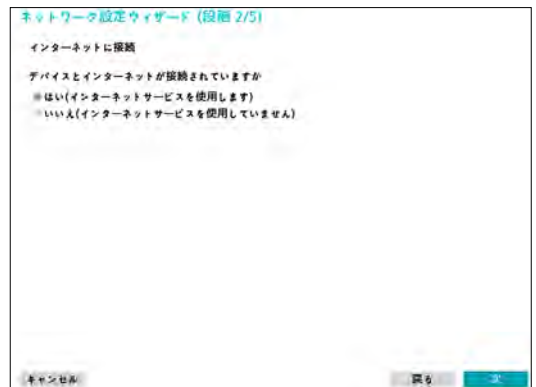 ネットワーク設定ウィザード (段階 2/5)
インターネットに接続
デバイスとインターネットが接続されていますか
はい(インターネットサービスを使用します)
いいえ(インターネットサービスを使用していません)
キャンセル
戻る
次